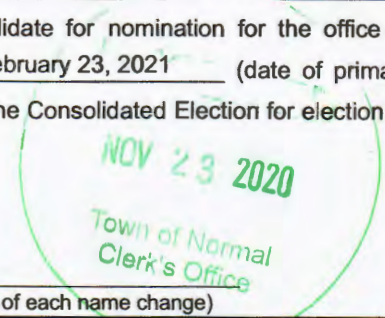 idate for nomination for the office
ebruary 23, 2021 (date of prima
ne Consolidated Election for election
NOV 23 2020
Town of Normal
Clerk's Office
of each name change)